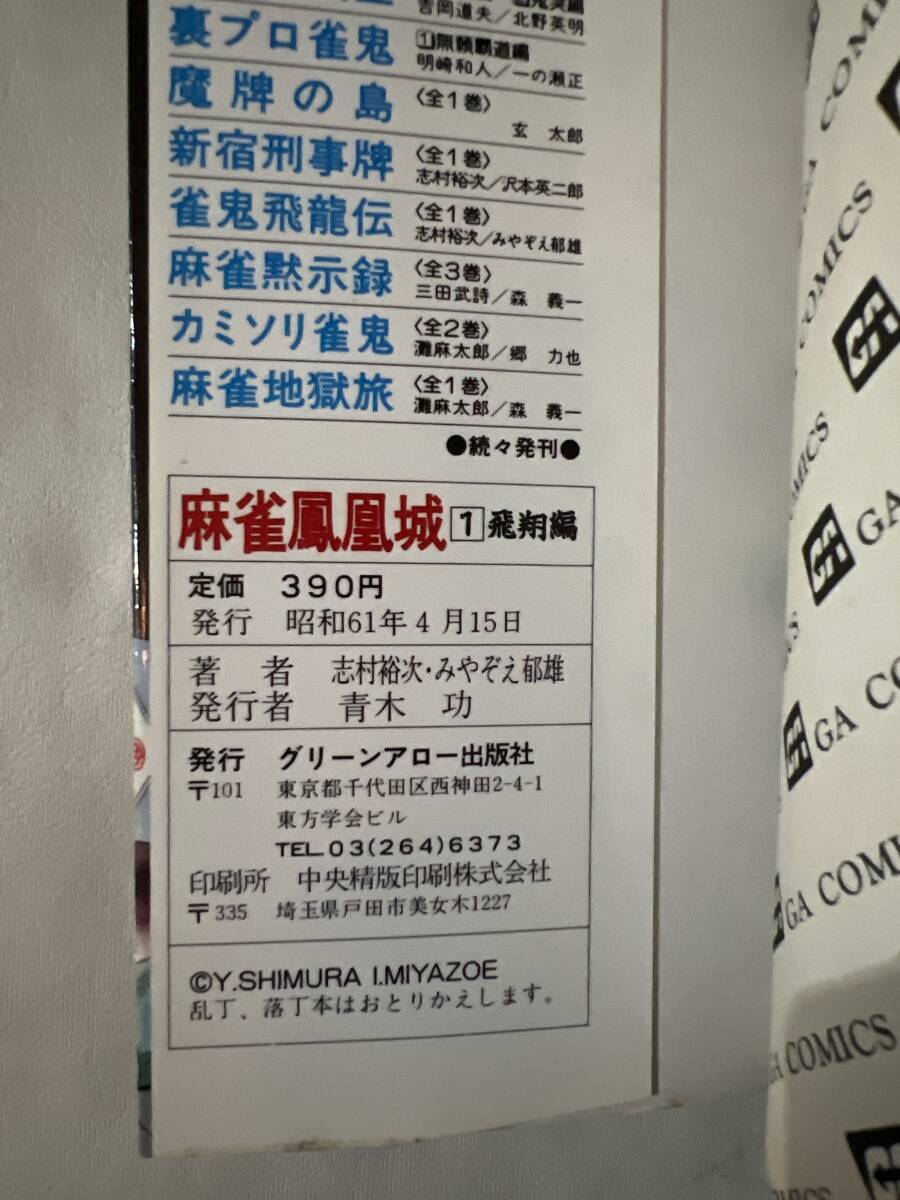 吉岡道夫/北野英明
裏プロ雀鬼 1無頼覇道編
明崎和人/一の瀬正
魔牌の島 〈全1巻〉
玄 太郎
新宿刑事牌 〈全1巻〉
志村裕次/沢本英二郎
雀鬼飛龍伝 〈全1巻〉
志村裕次/みやぞえ郁雄
麻雀黙示録 〈全3巻〉
三田武詩/森 義一
カミソリ雀鬼 〈全2巻〉
灘麻太郎/郷 力也
麻雀地獄旅 〈全1巻〉
灘麻太郎/森 義一
●続々発刊●
麻雀鳳凰城 1 飛翔編
定価 390円
発行 昭和61年4月15日
著者 志村裕次・みやぞえ郁雄
発行者 青木 功
発行 グリーンアロー出版社
〒101 東京都千代田区西神田2-4-1
東方学会ビル
TEL 03(264)6373
印刷所 中央精版印刷株式会社
〒335 埼玉県戸田市美女木1227
©Y.SHIMURA I.MIYAZOE
乱丁、落丁本はおとりかえします。
COMICS
GA
GA CO
GA COMI
GA COMICS